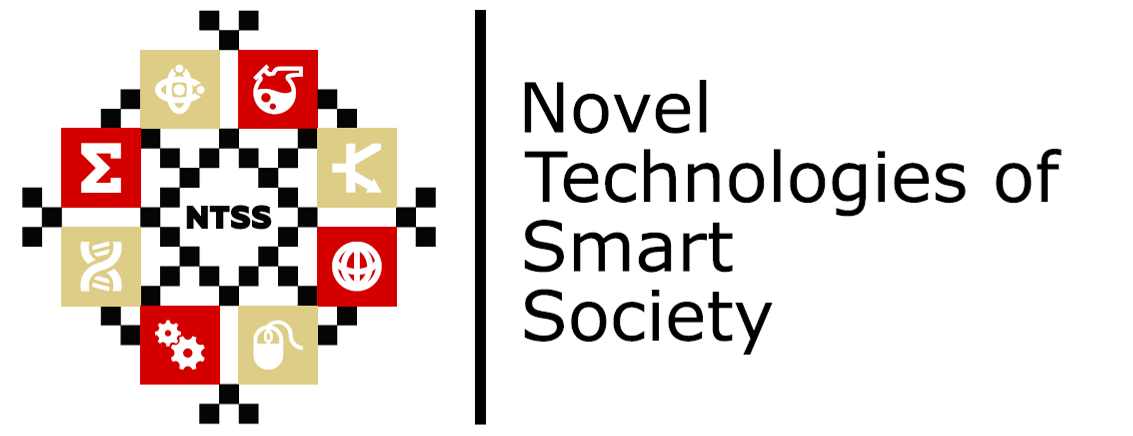 NTSS
Novel
Technologies of
Smart
Society